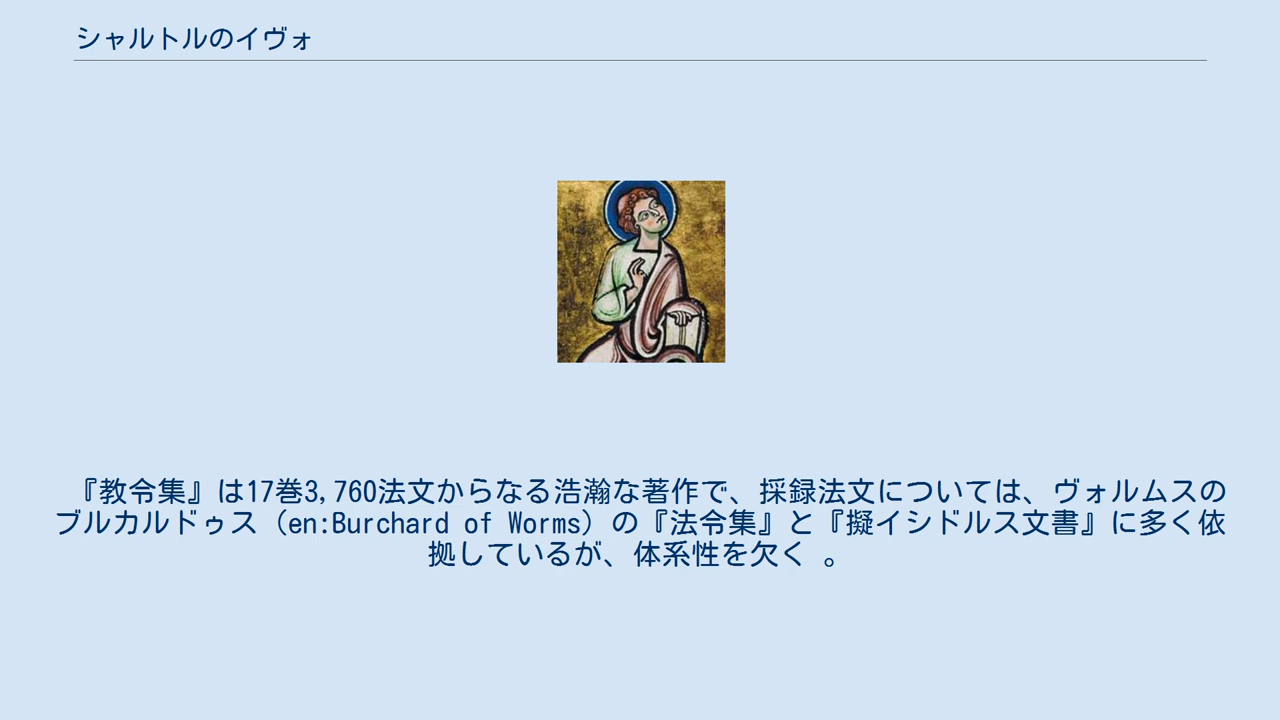 シャルトルのイヴォ
『教令集』は17巻3,760法文からなる浩瀚な著作で、採録法文については、ヴォルムスの
ブルカルドゥス（en:Burchard of Worms）の『法令集』と『擬イシドルス文書』に多く依
拠しているが、体系性を欠く 。